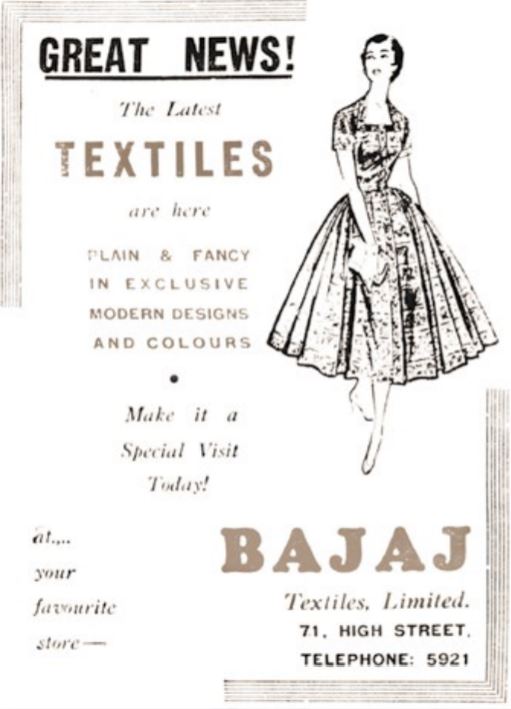 GREAT NEWS!
The Latest
TEXTILES
are here
PLAIN & FANCY
IN EXCLUSIVE
MODERN DESIGNS
AND COLOURS
•
Make it a
Special Visit
Today!
at....
your
favourite
store—
BAJAJ
Textiles, Limited.
71, HIGH STREET,
TELEPHONE: 5921